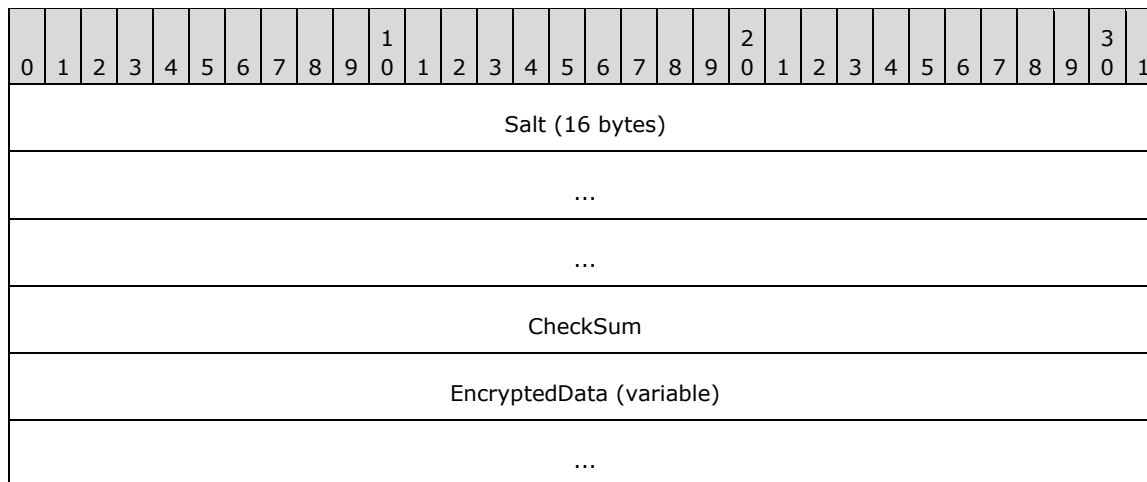 1 2 3
0 1 2 3 4 5 6 7 8 9 0 1 2 3 4 5 6 7 8 9 0 1 2 3 4 5 6 7 8 9 0 1
Salt (16 bytes)
...
...
CheckSum
EncryptedData (variable)
...